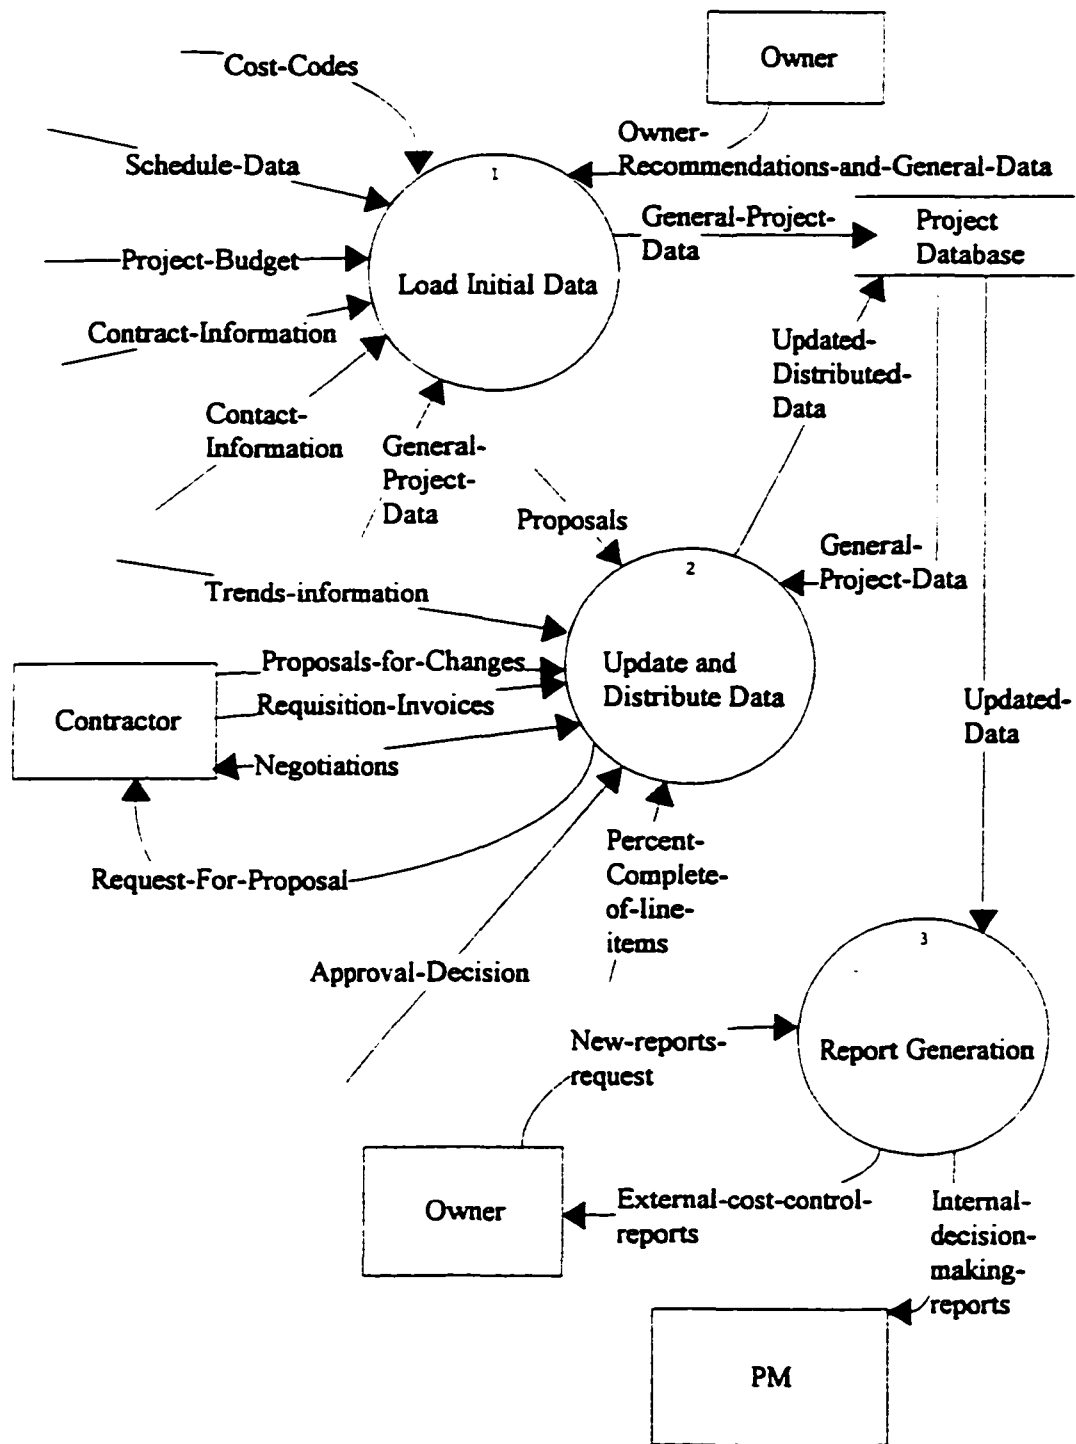 Cost-Codes
Owner
Owner-
Recommendations-and-General-Data
Schedule-Data
1
General-Project-
Data
Project
Database
Project-Budget
Load Initial Data
Contract-Information
Updated-
Distributed-
Data
Contact-
Information
General-
Project-
Data
Proposals
General-
Project-Data
2
Trends-information
Proposals-for-Changes
Update and
Distribute Data
Requisition-Invoices
Contractor
Updated-
Data
Negotiations
Request-For-Proposal
Percent-
Complete-
of-line-
items
3
Approval-Decision
New-reports-
request
Report Generation
Owner
External-cost-control-
reports
Internal-
decision-
making-
reports
PM